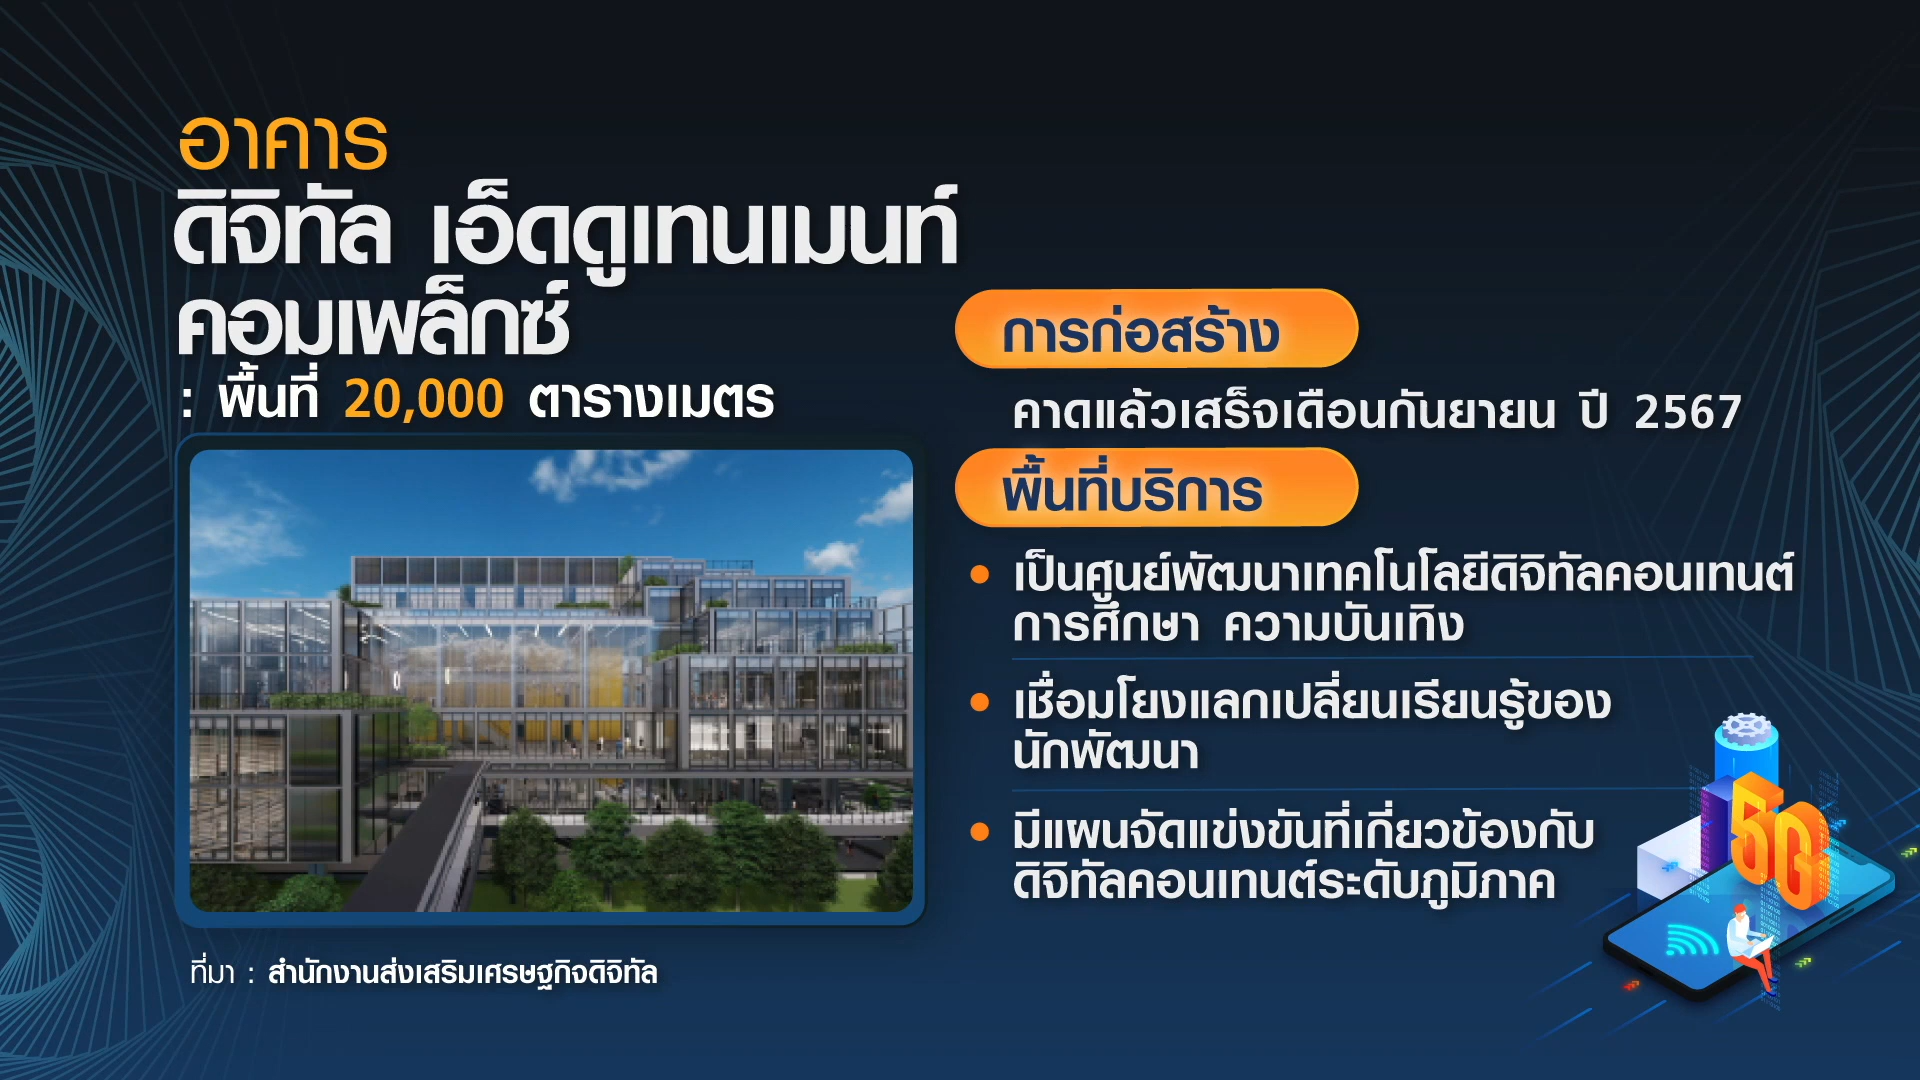 อาคาร
ดิจิทัล เอ็ดดูเทนเมนท์
คอมเพล็กซ์
: พื้นที่ 20,000 ตารางเมตร
ที่มา : สำนักงานส่งเสริมเศรษฐกิจดิจิทัล
การก่อสร้าง
คาดแล้วเสร็จเดือนกันยายน ปี 2567
พื้นที่บริการ
เป็นศูนย์พัฒนาเทคโนโลยีดิจิทัลคอนเทนต์
การศึกษา ความบันเทิง
เชื่อมโยงแลกเปลี่ยนเรียนรู้ของ
นักพัฒนา
มีแผนจัดแข่งขันที่เกี่ยวข้องกับ
ดิจิทัลคอนเทนต์ระดับภูมิภาค
5G